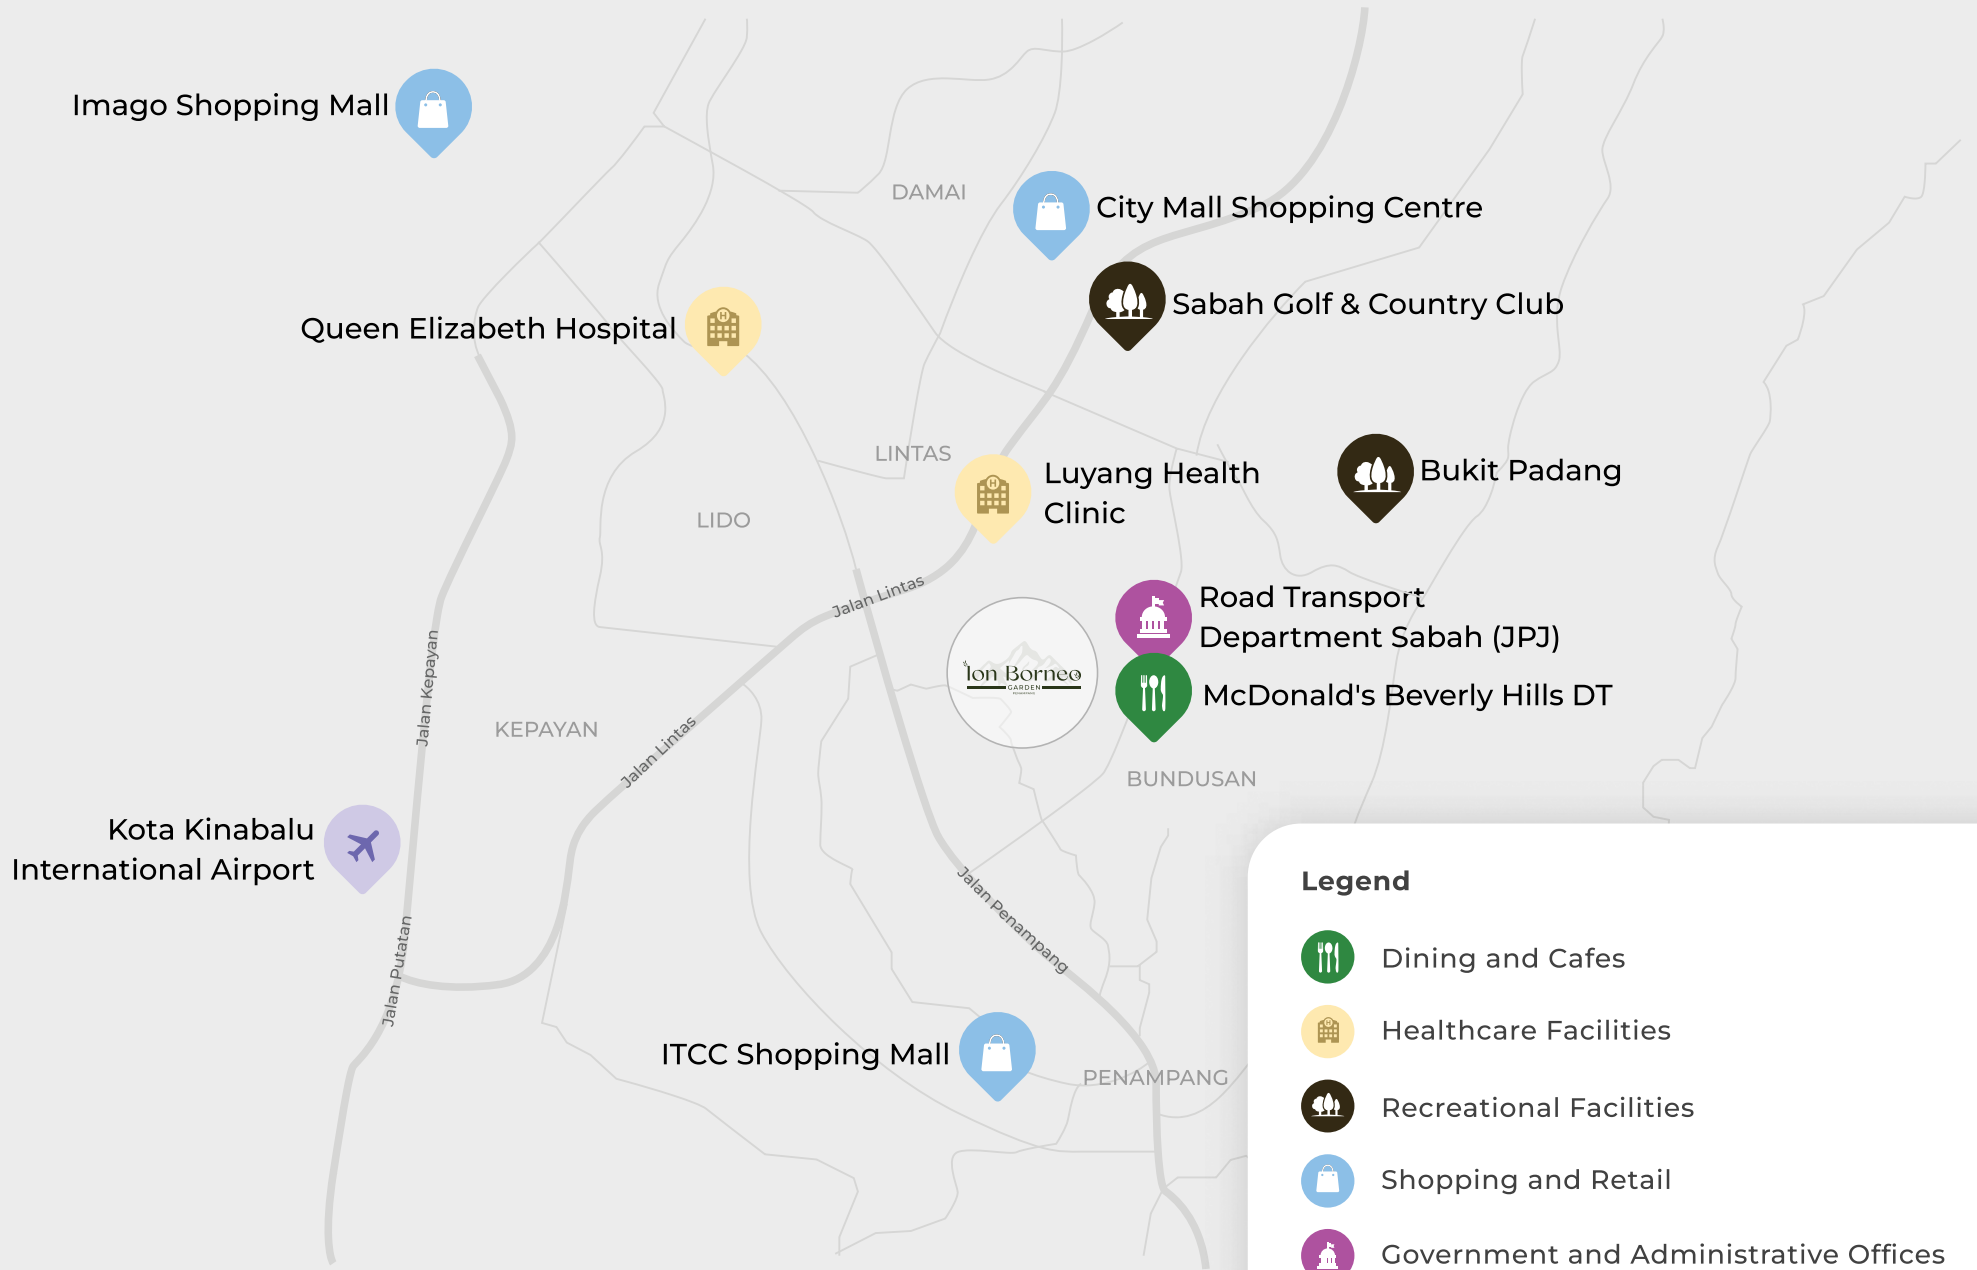 Imago Shopping Mall
DAMAI
City Mall Shopping Centre
Sabah Golf & Country Club
Queen Elizabeth Hospital
LINTAS
Luyang Health
Clinic
Bukit Padang
LIDO
Jalan Lintas
Road Transport
Department Sabah (JPJ)
Ion Borneo
GARDEN
McDonald's Beverly Hills DT
Jalan Kepayan
KEPAYAN
Jalan Lintas
BUNDUSAN
Kota Kinabalu
International Airport
Jalan Penampang
Jalan Putatan
ITCC Shopping Mall
PENAMPANG
Legend
Dining and Cafes
Healthcare Facilities
Recreational Facilities
Shopping and Retail
Government and Administrative Offices